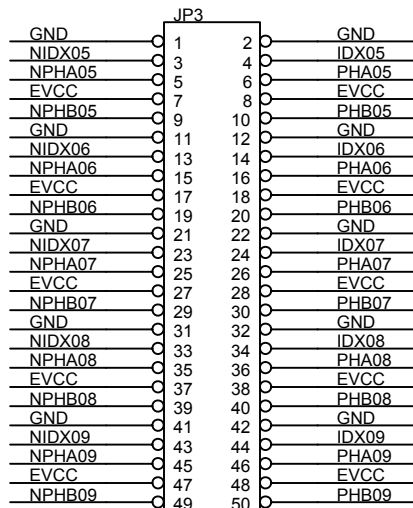 JP3
GND 1 2 GND
NIDX05 3 4 IDX05
NPHA05 5 6 PHA05
EVCC 7 8 EVCC
NPHB05 9 10 PHB05
GND 11 12 GND
NIDX06 13 14 IDX06
NPHA06 15 16 PHA06
EVCC 17 18 EVCC
NPHB06 19 20 PHB06
GND 21 22 GND
NIDX07 23 24 IDX07
NPHA07 25 26 PHA07
EVCC 27 28 EVCC
NPHB07 29 30 PHB07
GND 31 32 GND
NIDX08 33 34 IDX08
NPHA08 35 36 PHA08
EVCC 37 38 EVCC
NPHB08 39 40 PHB08
GND 41 42 GND
NIDX09 43 44 IDX09
NPHA09 45 46 PHA09
EVCC 47 48 EVCC
NPHB09 49 50 PHB09